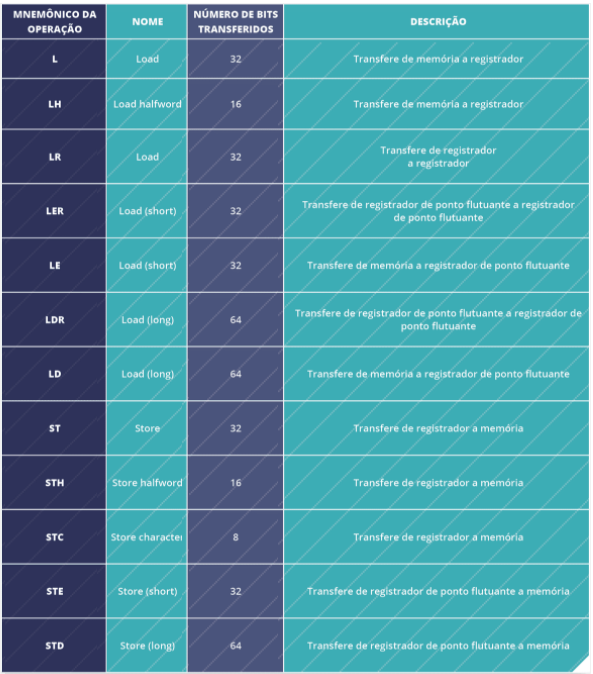 MNEMÔNICO DA OPERAÇÃO NOME NÚMERO DE BITS TRANSFERIDOS DESCRIÇÃO
L Load 32 Transfere de memória a registrador
LH Load halfword 16 Transfere de memória a registrador
LR Load 32 Transfere de registrador
a registrador
LER Load (short) 32 Transfere de registrador de ponto flutuante a registrador
de ponto flutuante
LE Load (short) 32 Transfere de memória a registrador de ponto flutuante
LDR Load (long) 64 Transfere de registrador de ponto flutuante a registrador de
ponto flutuante
LD Load (long) 64 Transfere de memória a registrador de ponto flutuante
ST Store 32 Transfere de registrador a memória
STH Store halfword 16 Transfere de registrador a memória
STC Store character 8 Transfere de registrador a memória
STE Store (short) 32 Transfere de registrador de ponto flutuante a memória
STD Store (long) 64 Transfere de registrador de ponto flutuante a memória